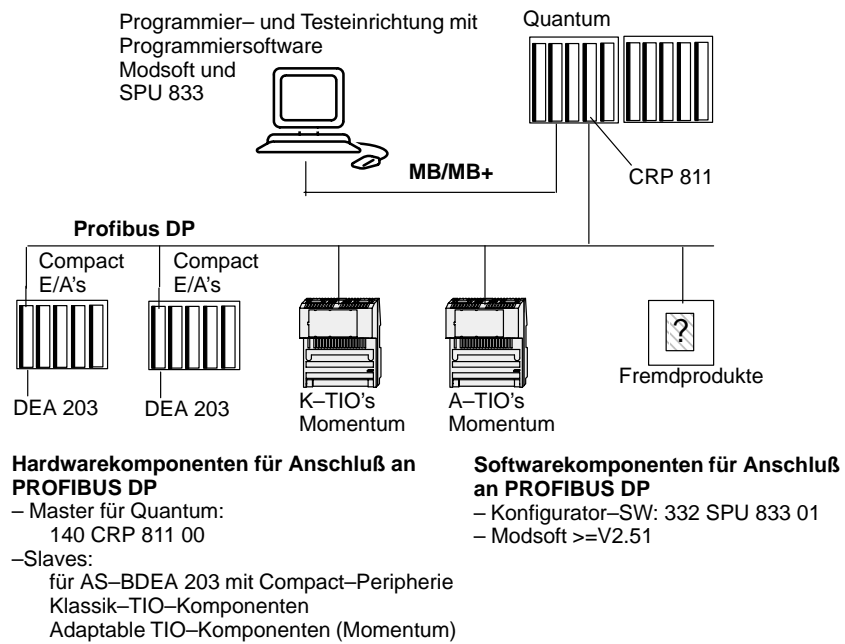 Programmier– und Testeinrichtung mit
Programmiersoftware
Modsoft und
SPU 833
Quantum
MB/MB+
CRP 811
Profibus DP
Compact
E/A's
Compact
E/A's
?
DEA 203
DEA 203
K–TIO's
Momentum
A–TIO's
Momentum
Fremdprodukte
Hardwarekomponenten für Anschluß an
PROFIBUS DP
– Master für Quantum:
140 CRP 811 00
–Slaves:
für AS–BDEA 203 mit Compact–Peripherie
Klassik–TIO–Komponenten
Adaptable TIO–Komponenten (Momentum)
Softwarekomponenten für Anschluß
an PROFIBUS DP
– Konfigurator–SW: 332 SPU 833 01
– Modsoft >=V2.51